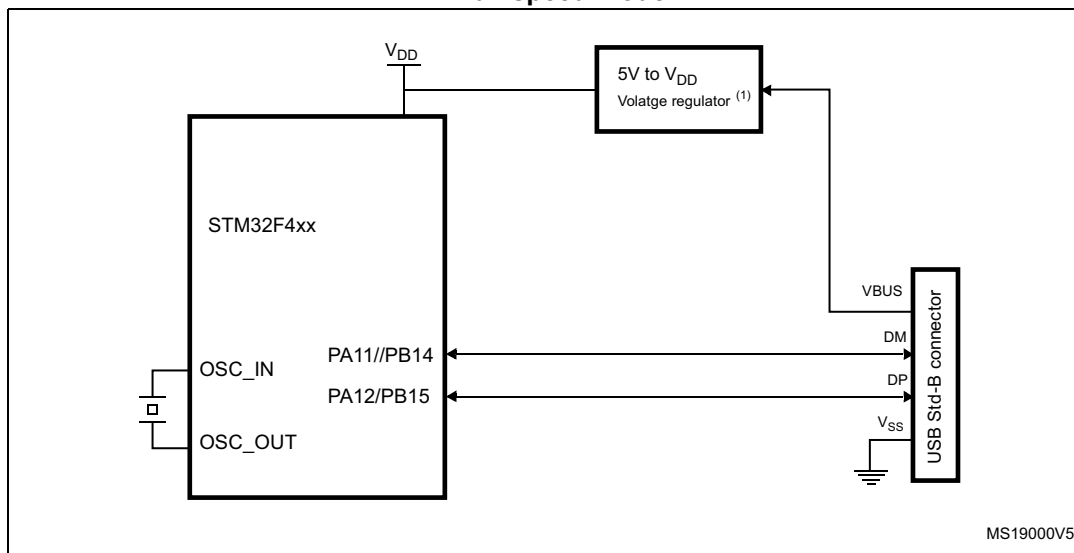 V_DD
5V to V_DD
Volatge regulator (1)
STM32F4xx
VBUS
DM
PA11//PB14
DP
PA12/PB15
OSC_IN
V_SS
OSC_OUT
USB Std-B connector
MS19000V5